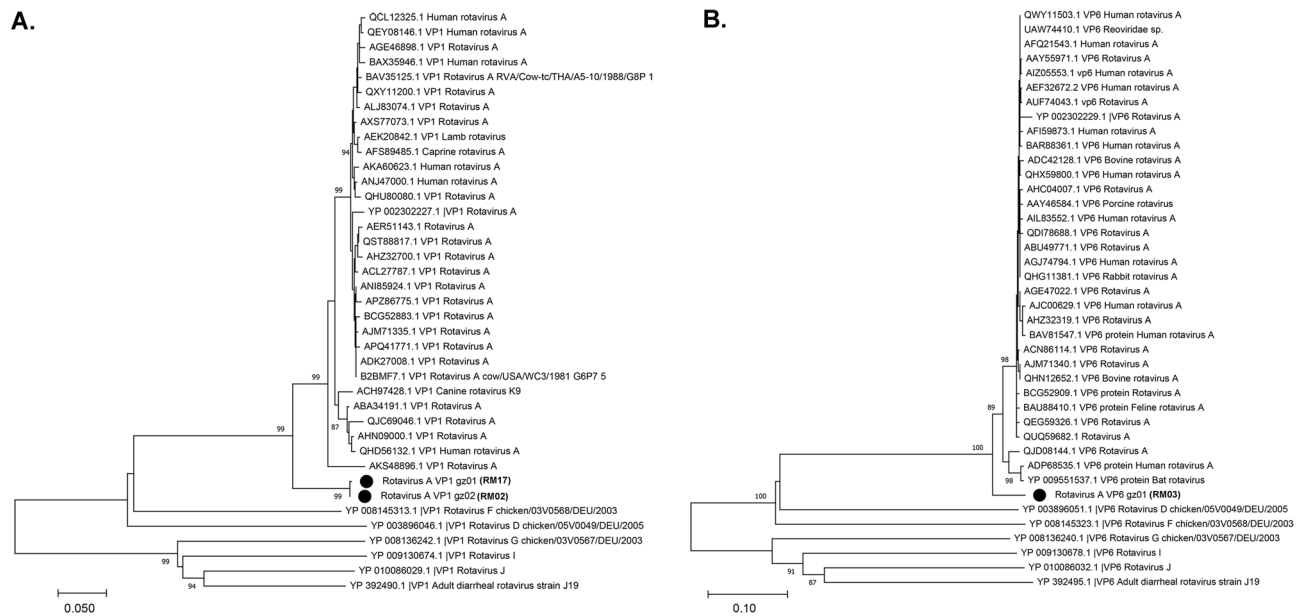 A.
QCL12325.1 Human rotavirus A
QEY08146.1 VP1 Human rotavirus A
AGE46898.1 VP1 Rotavirus A
BAX35946.1 VP1 Human rotavirus A
BAV35125.1 VP1 Rotavirus A RVA/Cow-tc/THA/A5-10/1988/G8P 1
QXY11200.1 VP1 Rotavirus A
ALJ83074.1 VP1 Rotavirus A
AXS77073.1 VP1 Rotavirus A
AEK20842.1 VP1 Lamb rotavirus
94
AFS89485.1 VP1 Caprine rotavirus A
AKA60623.1 VP1 Human rotavirus A
ANJ47000.1 VP1 Human rotavirus A
99
QHU80080.1 VP1 Rotavirus A
YP 002302227.1 |VP1 Rotavirus A
AER51143.1 VP1 Rotavirus A
QST88817.1 VP1 Rotavirus A
AHZ32700.1 VP1 Rotavirus A
ACL27787.1 VP1 Rotavirus A
ANI85924.1 VP1 Rotavirus A
APZ86775.1 VP1 Rotavirus A
BCG52883.1 VP1 Rotavirus A
AJM71335.1 VP1 Rotavirus A
APQ41771.1 VP1 Rotavirus A
ADK27008.1 VP1 Rotavirus A
99
B2BMF7.1 VP1 Rotavirus A cow/USA/WC3/1981 G6P7 5
ACH97428.1 VP1 Canine rotavirus K9
ABA34191.1 VP1 Rotavirus A
QJC69046.1 VP1 Rotavirus A
87
99
AHN09000.1 VP1 Rotavirus A
QHD56132.1 VP1 Human rotavirus A
AKS48896.1 VP1 Rotavirus A
Rotavirus A VP1 gz01 (RM17)
99
Rotavirus A VP1 gz02 (RM02)
YP 008145313.1 |VP1 Rotavirus F chicken/03V0568/DEU/2003
YP 003896046.1 |VP1 Rotavirus D chicken/05V0049/DEU/2005
YP 008136242.1 |VP1 Rotavirus G chicken/03V0567/DEU/2003
99
YP 009130674.1 |VP1 Rotavirus I
YP 010086029.1 |VP1 Rotavirus J
94
YP 392490.1 |VP1 Adult diarrheal rotavirus strain J19
0.050
B.
QWY11503.1 VP6 Human rotavirus A
UAW74410.1 VP6 Reoviridae sp.
AFQ21543.1 Human rotavirus A
AAY55971.1 VP6 Rotavirus A
AIZ05553.1 vp6 Human rotavirus A
AEF32672.2 VP6 Human rotavirus A
AUF74043.1 vp6 Rotavirus A
YP 002302229.1 |VP6 Rotavirus A
AFI59873.1 Human rotavirus A
BAR88361.1 VP6 Human rotavirus A
ADC42128.1 VP6 Bovine rotavirus A
QHX59800.1 VP6 Human rotavirus A
AHC04007.1 VP6 Rotavirus A
AAY46584.1 VP6 Porcine rotavirus
AIL83552.1 VP6 Human rotavirus A
QDI78688.1 VP6 Rotavirus A
ABU49771.1 VP6 Rotavirus A
AGJ74794.1 VP6 Human rotavirus A
QHG11381.1 VP6 Rabbit rotavirus A
AGE47022.1 VP6 Rotavirus A
AJC00629.1 VP6 Human rotavirus A
AHZ32319.1 VP6 Rotavirus A
BAV81547.1 VP6 protein Human rotavirus A
ACN86114.1 VP6 Rotavirus A
98
AJM71340.1 VP6 Rotavirus A
QHN12652.1 VP6 Bovine rotavirus A
BCG52909.1 VP6 protein Rotavirus A
89
BAU88410.1 VP6 protein Feline rotavirus A
QEG59326.1 VP6 Rotavirus A
QUQ59682.1 Rotavirus A
100
QJD08144.1 VP6 Rotavirus A
ADP68535.1 VP6 protein Human rotavirus A
98
YP 009551537.1 VP6 protein Bat rotavirus
Rotavirus A VP6 gz01 (RM03)
100
YP 003896051.1 |VP6 Rotavirus D chicken/05V0049/DEU/2005
YP 008145323.1 |VP6 Rotavirus F chicken/03V0568/DEU/2003
YP 008136240.1 |VP6 Rotavirus G chicken/03V0567/DEU/2003
YP 009130678.1 |VP6 Rotavirus I
91
YP 010086032.1 |VP6 Rotavirus J
87
YP 392495.1 |VP6 Adult diarrheal rotavirus strain J19
0.10